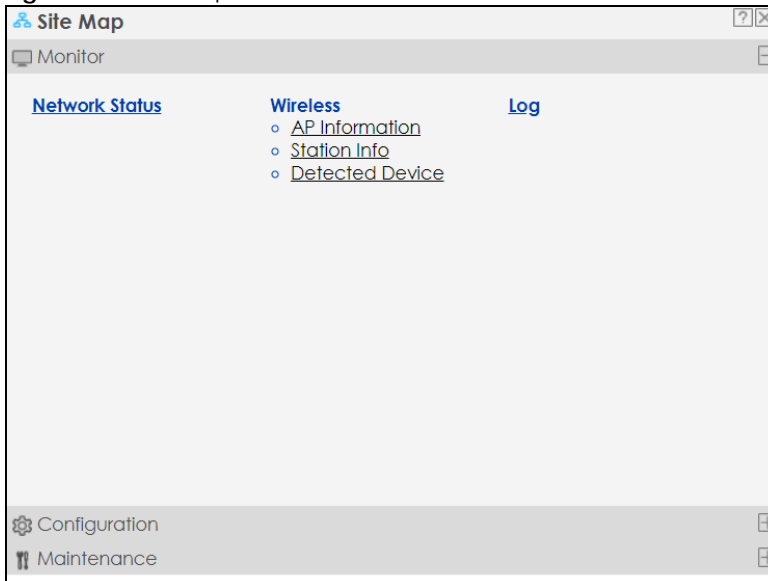 Site Map
Monitor
Network Status
Wireless
AP Information
Station Info
Detected Device
Log
Configuration
Maintenance